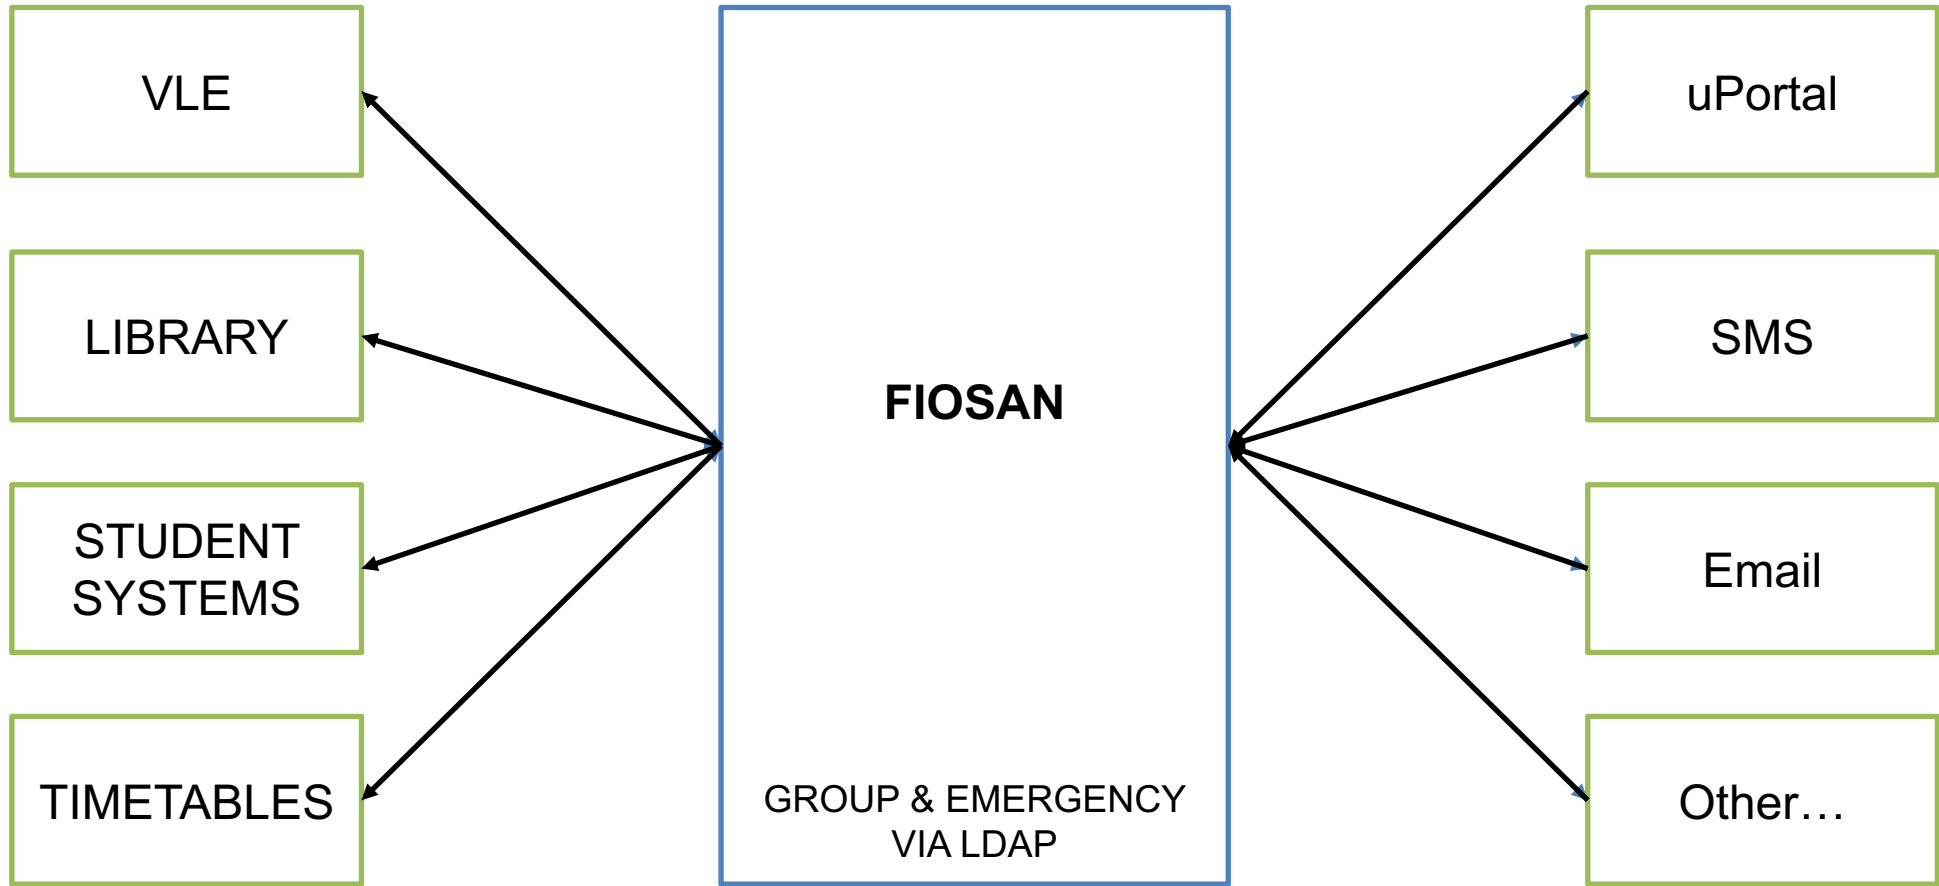 VLE
LIBRARY
STUDENT
SYSTEMS
TIMETABLES
FIOSAN
GROUP & EMERGENCY
VIA LDAP
uPortal
SMS
Email
Other…